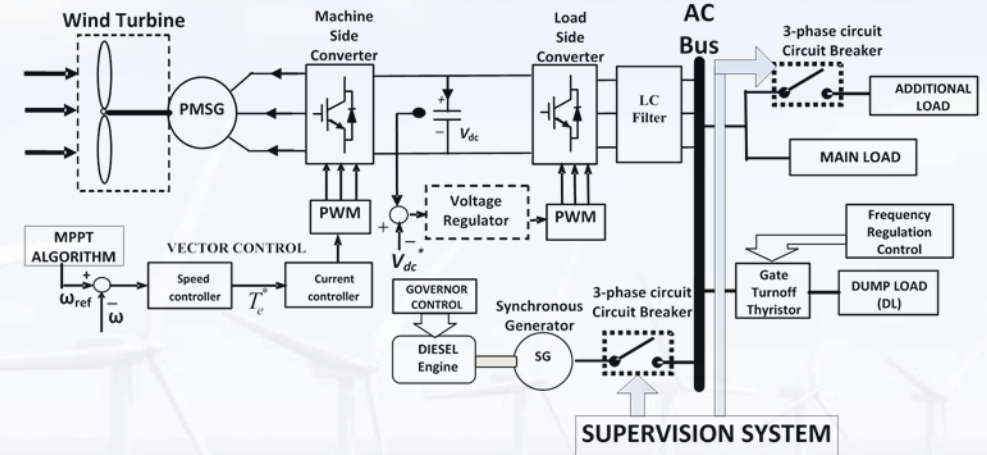 Wind Turbine
Machine
Side
Converter
Load
Side
Converter
AC
Bus
3-phase circuit
Circuit Breaker
PMSG
+
−
Vdc
LC
Filter
ADDITIONAL
LOAD
MAIN LOAD
PWM
+
−
Vdc*
Voltage
Regulator
PWM
Frequency
Regulation
Control
MPPT
ALGORITHM
VECTOR CONTROL
ωref
+
−
ω
Speed
controller
Te*
Current
controller
GOVERNOR
CONTROL
Synchronous
Generator
3-phase circuit
Circuit Breaker
Gate
Turnoff
Thyristor
DUMP LOAD
(DL)
DIESEL
Engine
SG
SUPERVISION SYSTEM